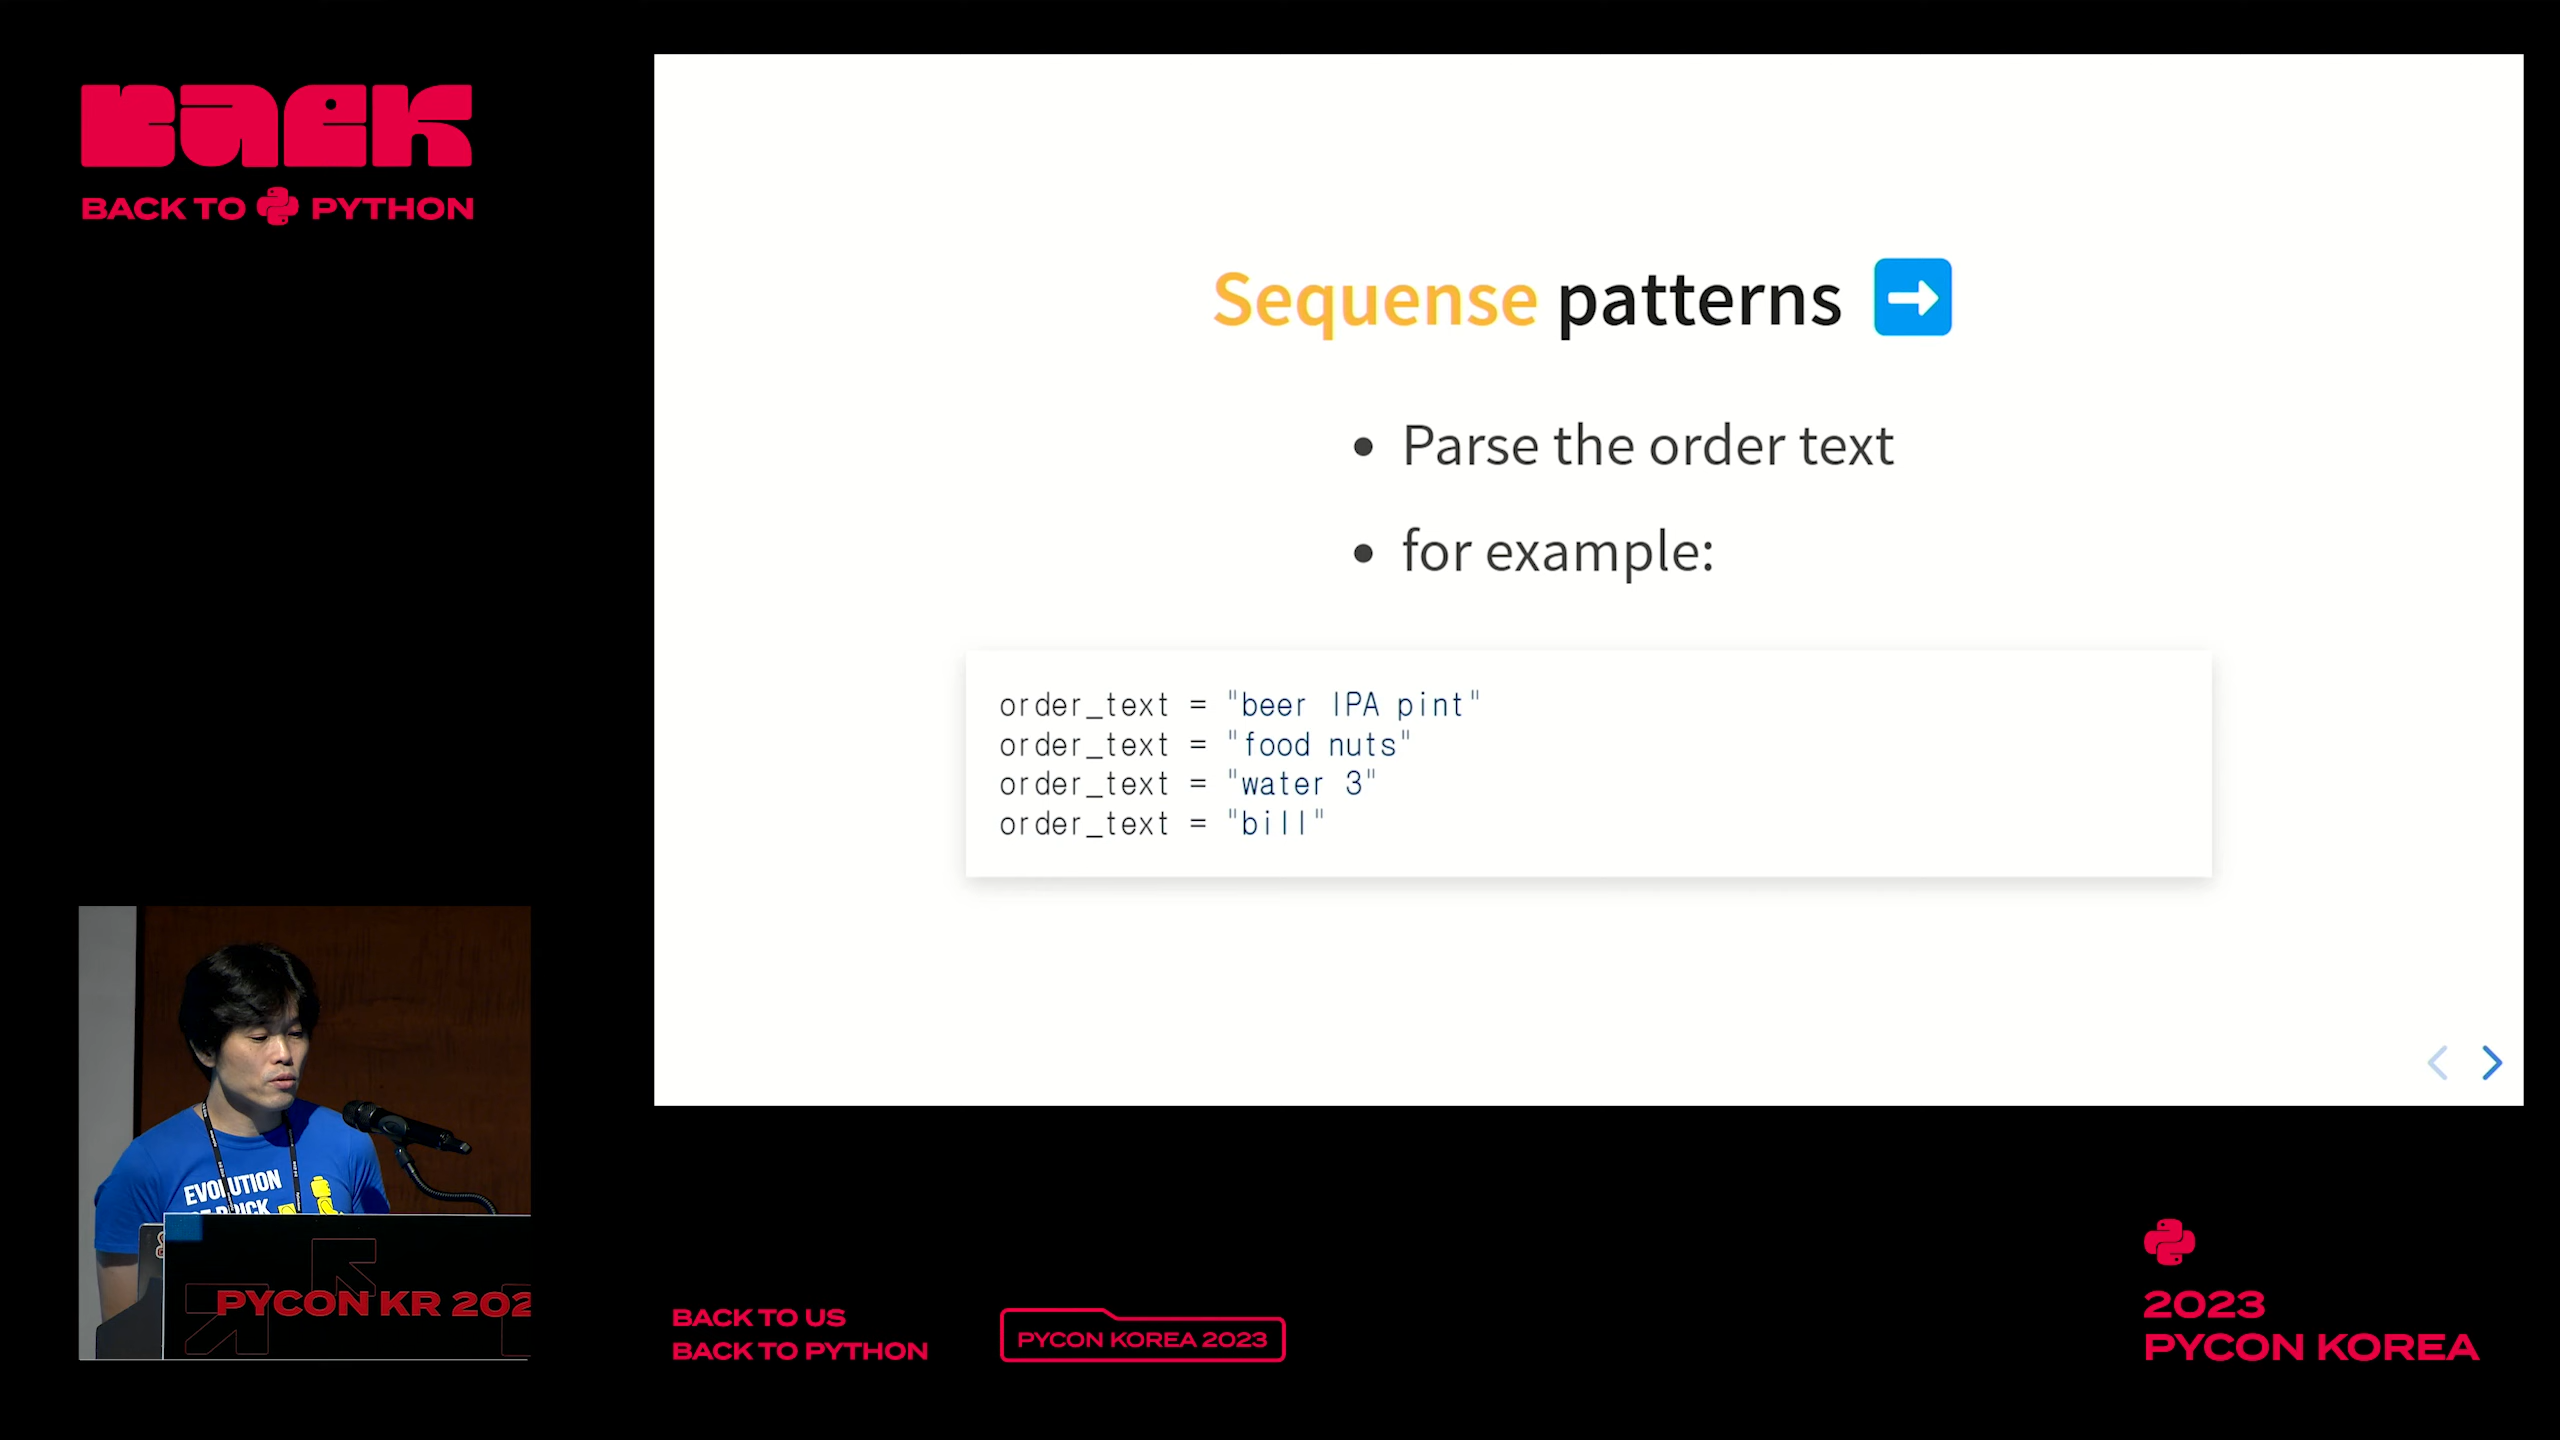 BACK
BACK TO PYTHON
Sequense patterns
Parse the order text
for example:
order_text = "beer IPA pint"
order_text = "food nuts"
order_text = "water 3"
order_text = "bill"
EVOLUTION
BRICK
PYCON KR 202
BACK TO US
BACK TO PYTHON
PYCON KOREA 2023
2023
PYCON KOREA